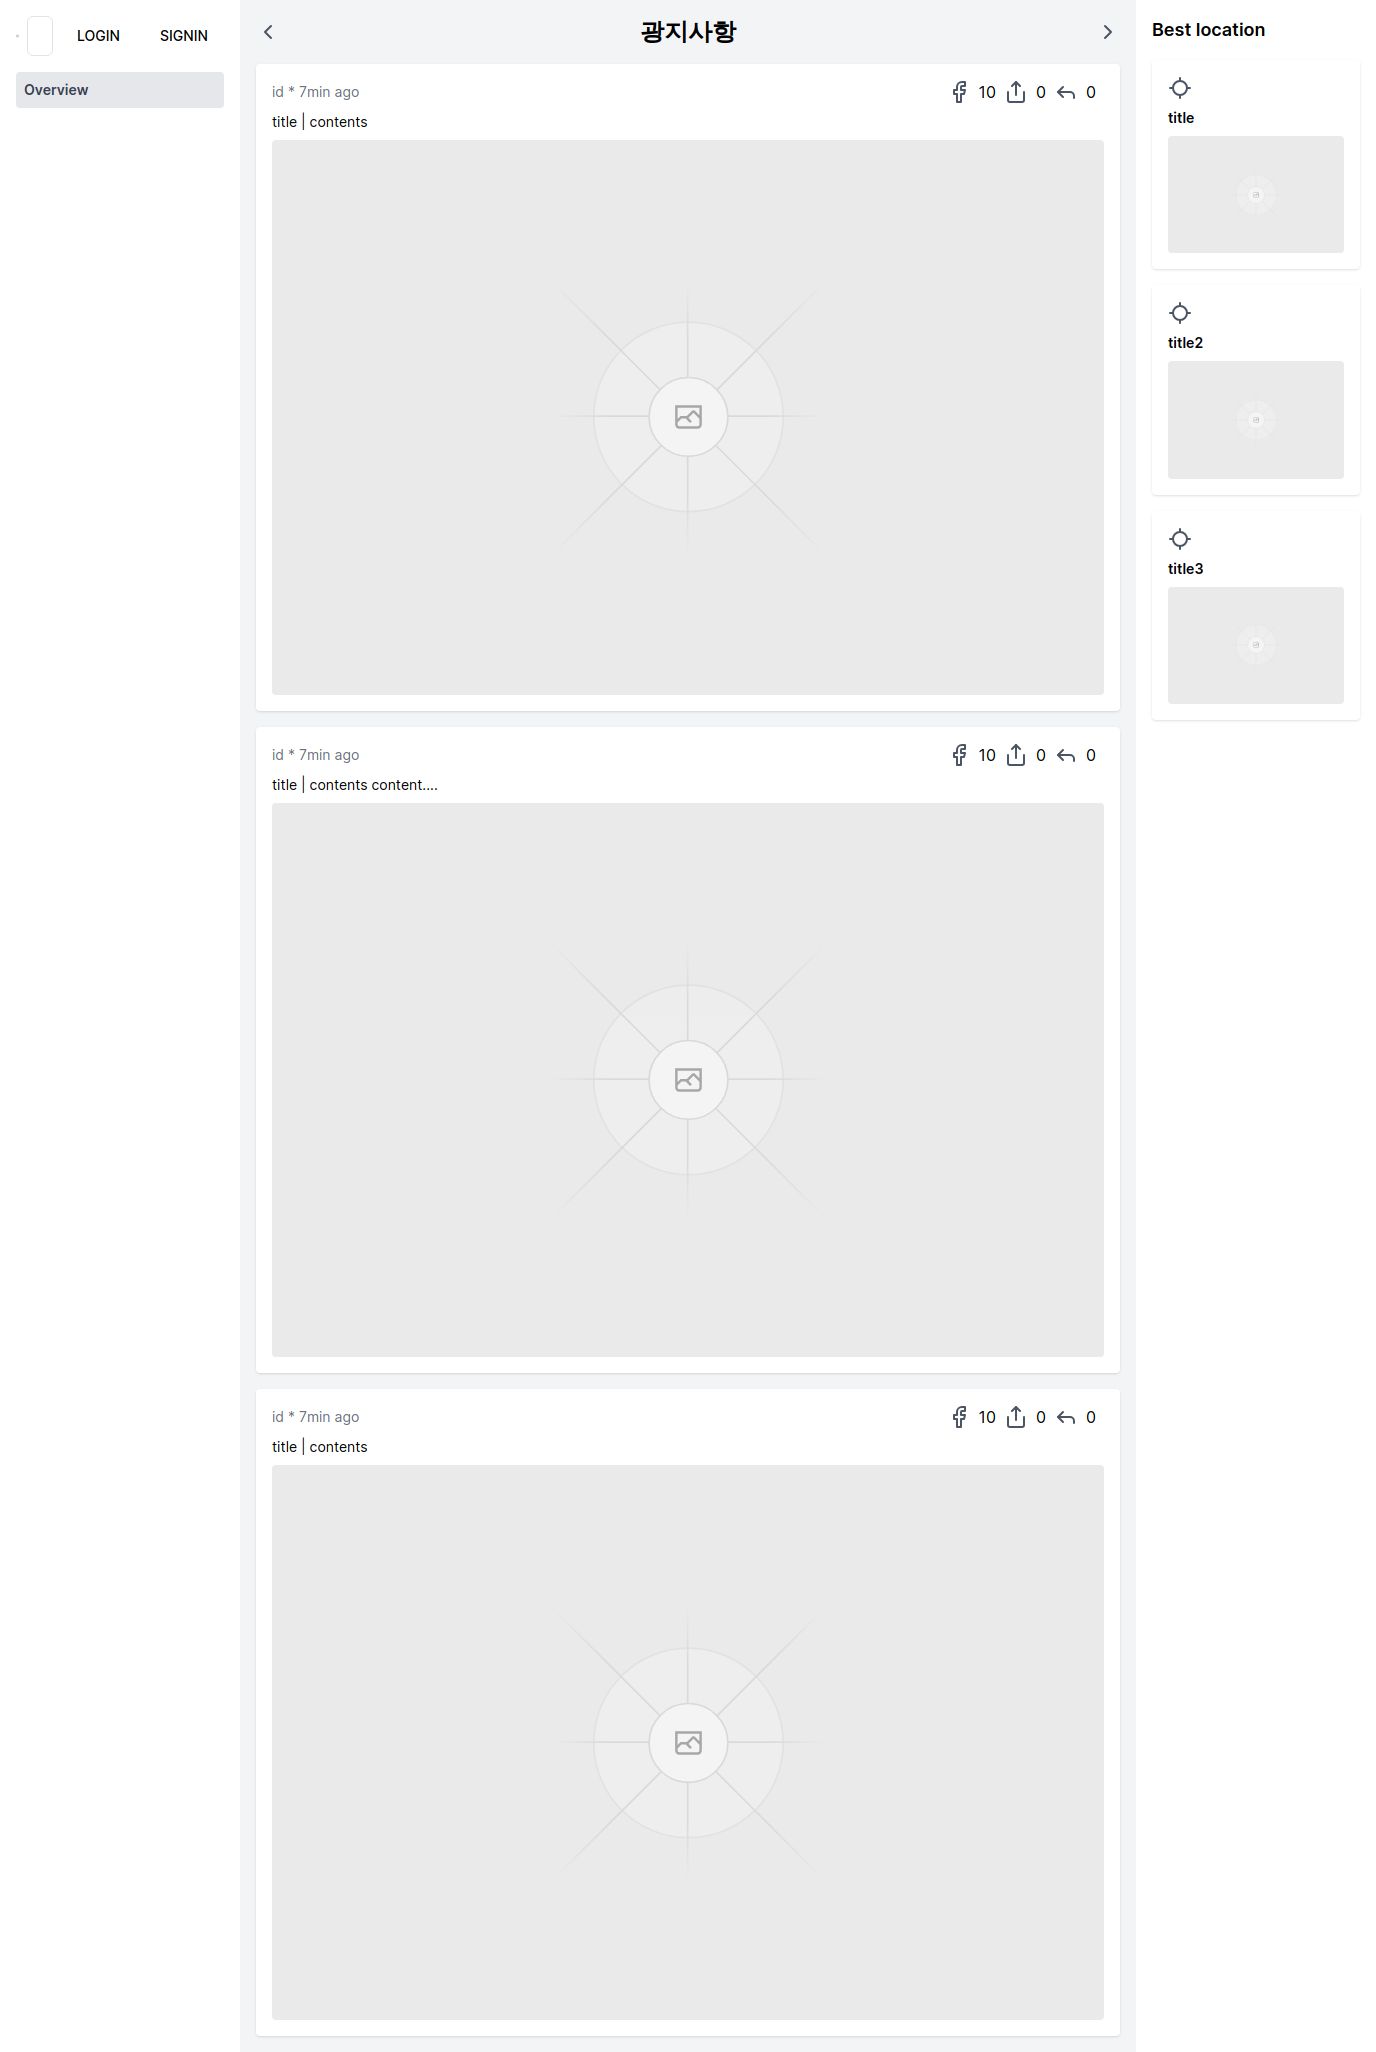 LOGIN
SIGNIN
Overview
광지사항
id * 7min ago
10 0 0
title | contents
id * 7min ago
10 0 0
title | contents content....
id * 7min ago
10 0 0
title | contents
Best location
title
title2
title3